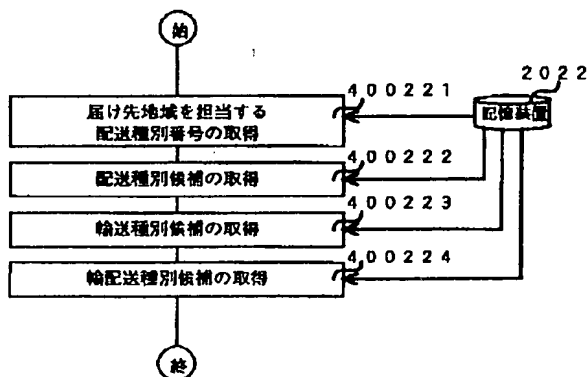 始
400221
2022
届け先地域を担当する
配送種別番号の取得
記憶装置
400222
配送種別候補の取得
400223
輸送種別候補の取得
400224
輸配送種別候補の取得
終